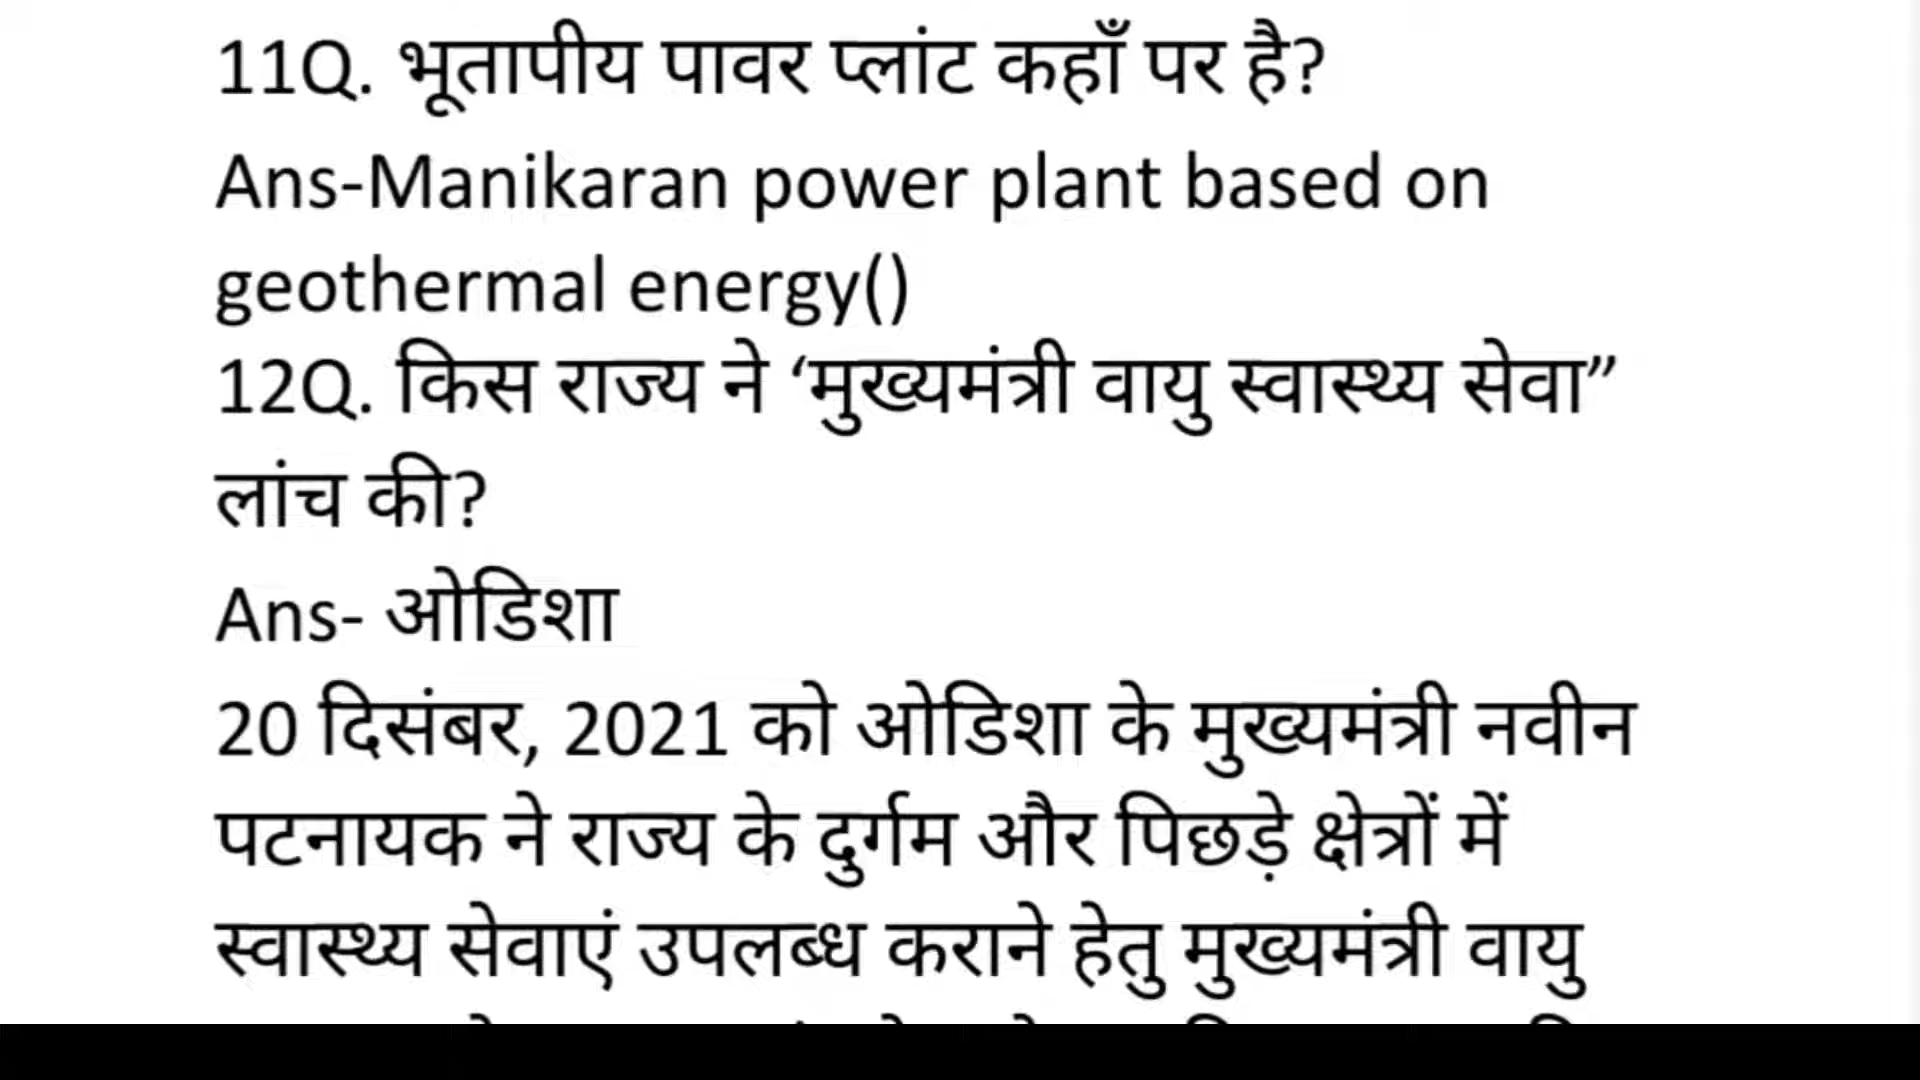 11Q. भूतापीय पावर प्लांट कहाँ पर है?
Ans-Manikaran power plant based on
geothermal energy()
12Q. किस राज्य ने ‘मुख्यमंत्री वायु स्वास्थ्य सेवा”
लांच की?
Ans- ओडिशा
20 दिसंबर, 2021 को ओडिशा के मुख्यमंत्री नवीन
पटनायक ने राज्य के दुर्गम और पिछड़े क्षेत्रों में
स्वास्थ्य सेवाएं उपलब्ध कराने हेतु मुख्यमंत्री वायु